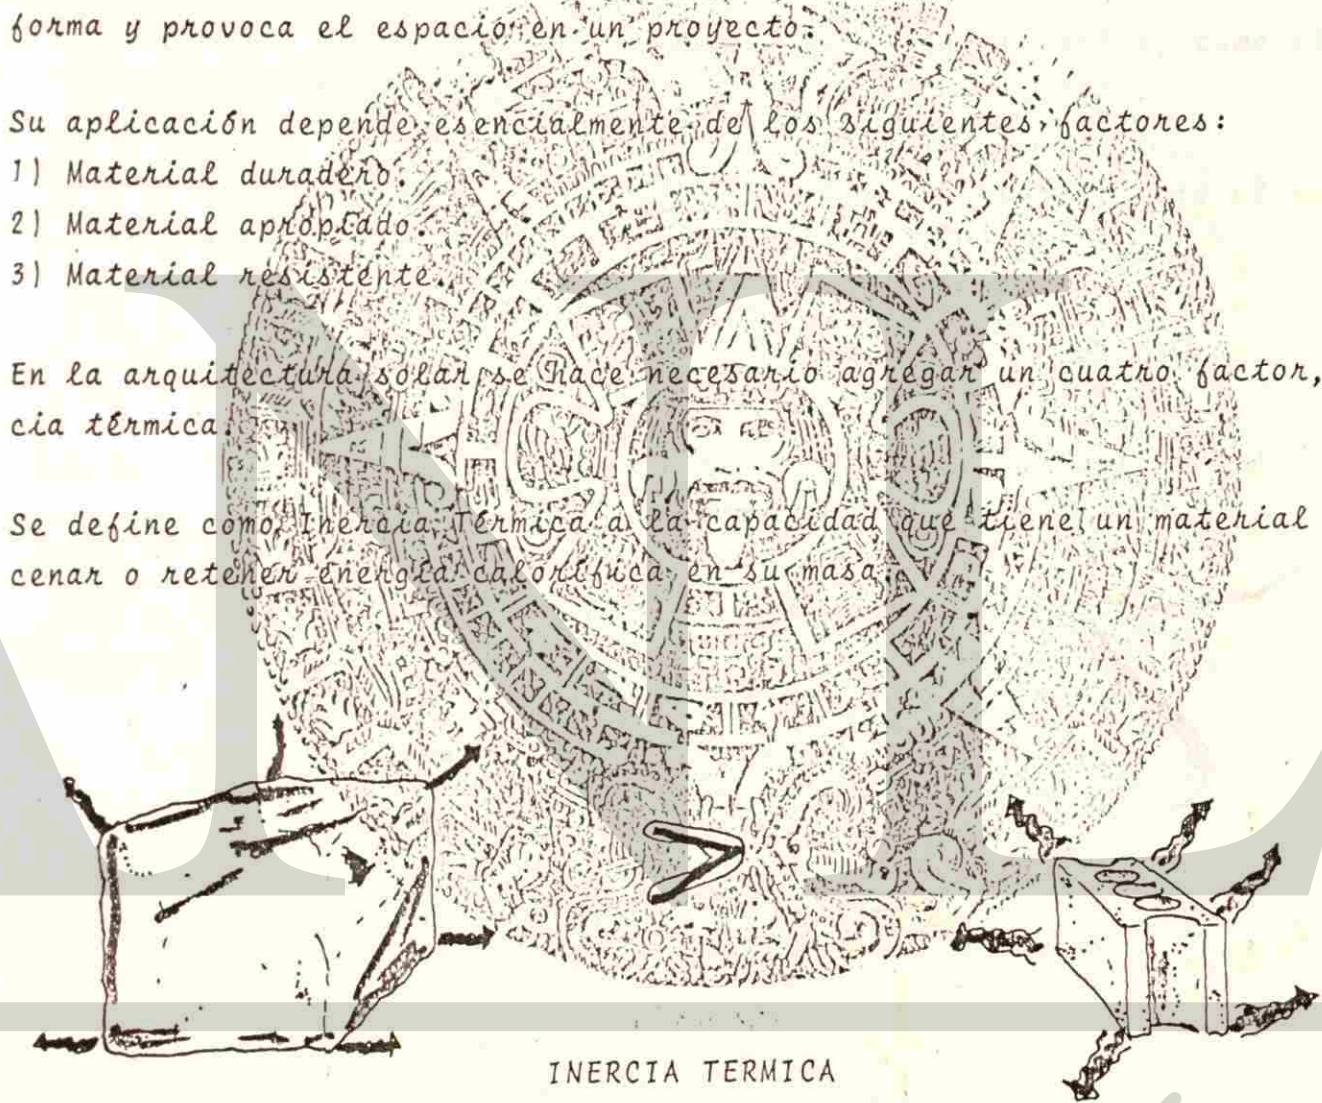 forma y provoca el espacio en un proyecto.
Su aplicación depende esencialmente de los siguientes factores:
1) Material duradero.
2) Material apropiado.
3) Material resistente.
En la arquitectura solar se hace necesario agregar un cuatro factor,
cia térmica.
Se define como Inercia Térmica a la capacidad que tiene un material
cenar o retener energía calorífuca en su masa.
INERCIA TERMICA